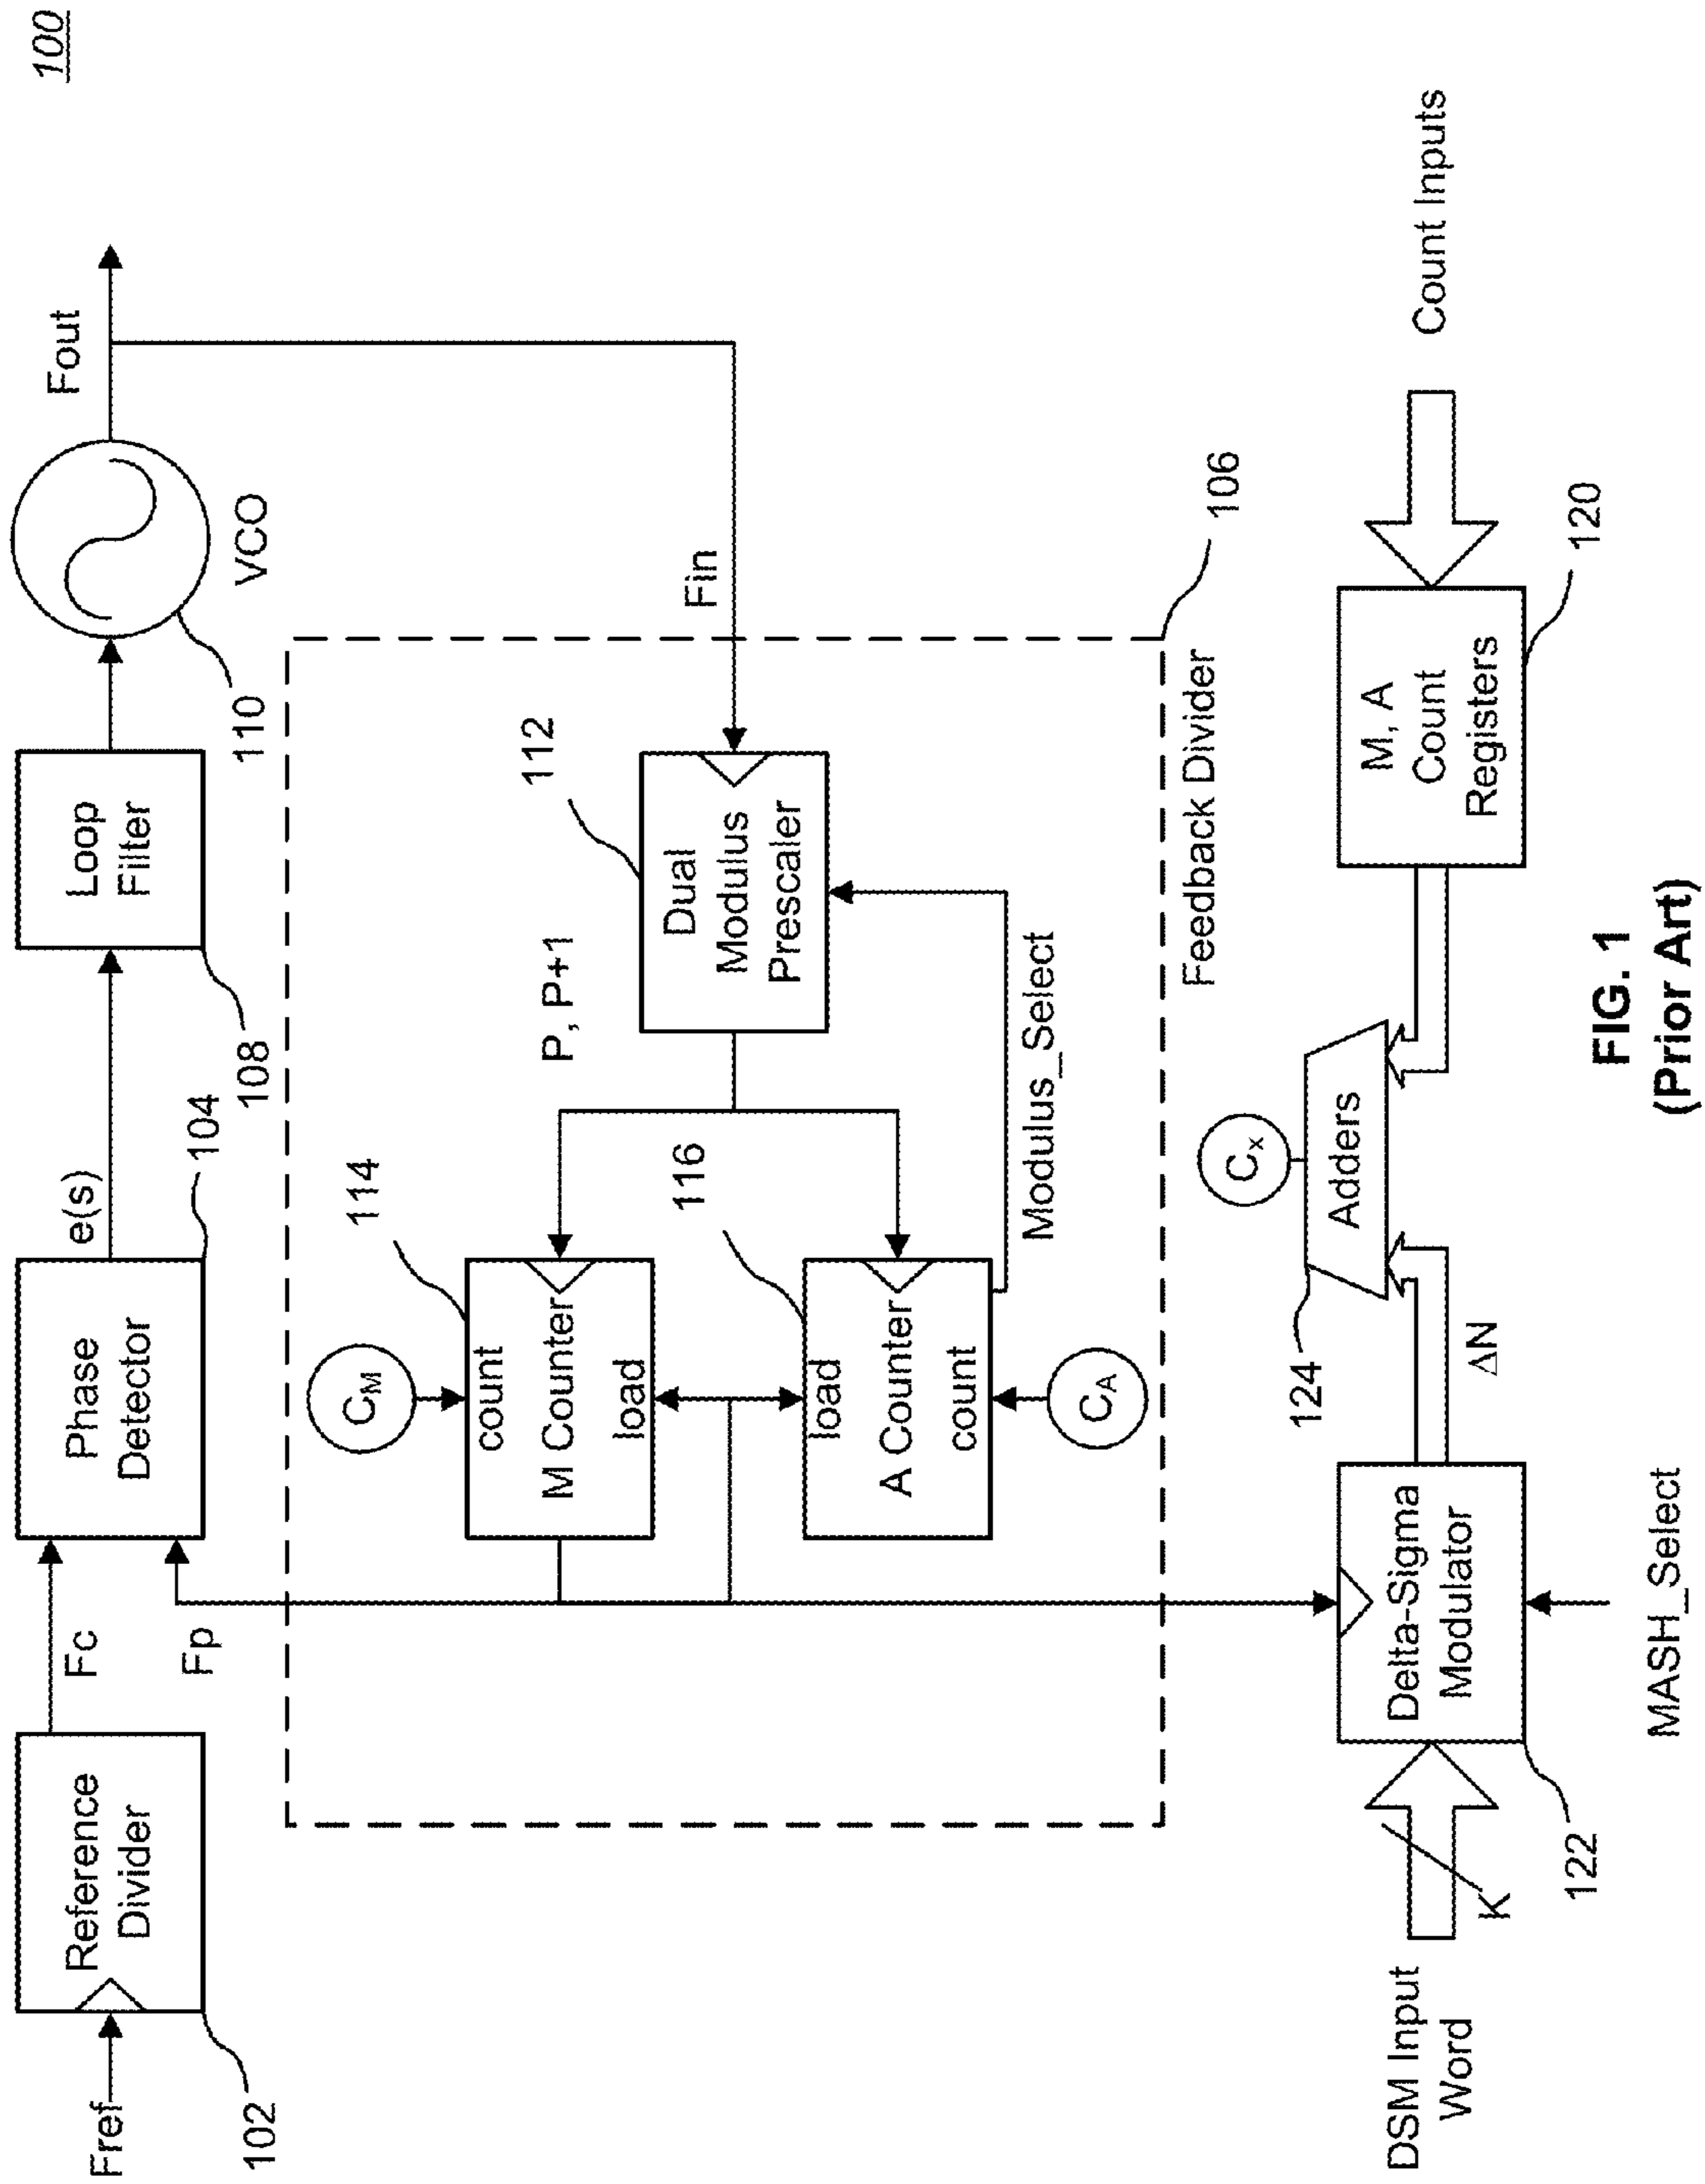 100
Fref
Reference
Divider
102
Fc
Fp
Phase
Detector
104
e(s)
Loop
Filter
108
VCO
110
Fout
Fin
106
Feedback Divider
Dual
Modulus
Prescaler
112
P, P+1
Modulus_Select
C_M
count
M Counter
load
114
load
A Counter
count
116
C_A
DSM Input
Word
K
Delta-Sigma
Modulator
122
MASH_Select
ΔN
Adders
124
C_x
M, A
Count
Registers
120
Count Inputs
FIG. 1
(Prior Art)